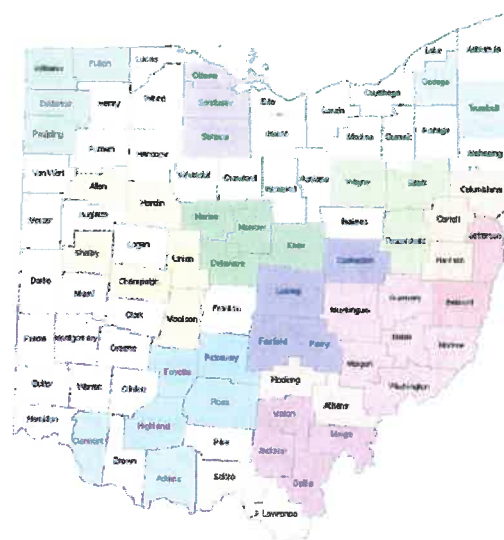 Lake
Ashtabula
Lucas
Fulton
Williams
Ottawa
Geauga
Cuyahoga
Defiance
Henry
Wood
Sandusky
Erie
Lorain
Trumbull
Paulding
Seneca
Huron
Medina
Summit
Portage
Mahoning
Putnam
Hancock
Van Wert
Wyandot
Crawford
Richland
Ashland
Wayne
Stark
Columbiana
Allen
Hardin
Mercer
Auglaize
Marion
Morrow
Holmes
Carroll
Tuscarawas
Jefferson
Logan
Knox
Shelby
Union
Delaware
Coshocton
Harrison
Darke
Miami
Champaign
Licking
Muskingum
Guernsey
Belmont
Franklin
Clark
Madison
Noble
Monroe
Preble
Montgomery
Greene
Fairfield
Perry
Morgan
Pickaway
Fayette
Washington
Butler
Warren
Clinton
Ross
Hocking
Athens
Hamilton
Vinton
Highland
Meigs
Clermont
Pike
Jackson
Brown
Adams
Scioto
Gallia
Lawrence